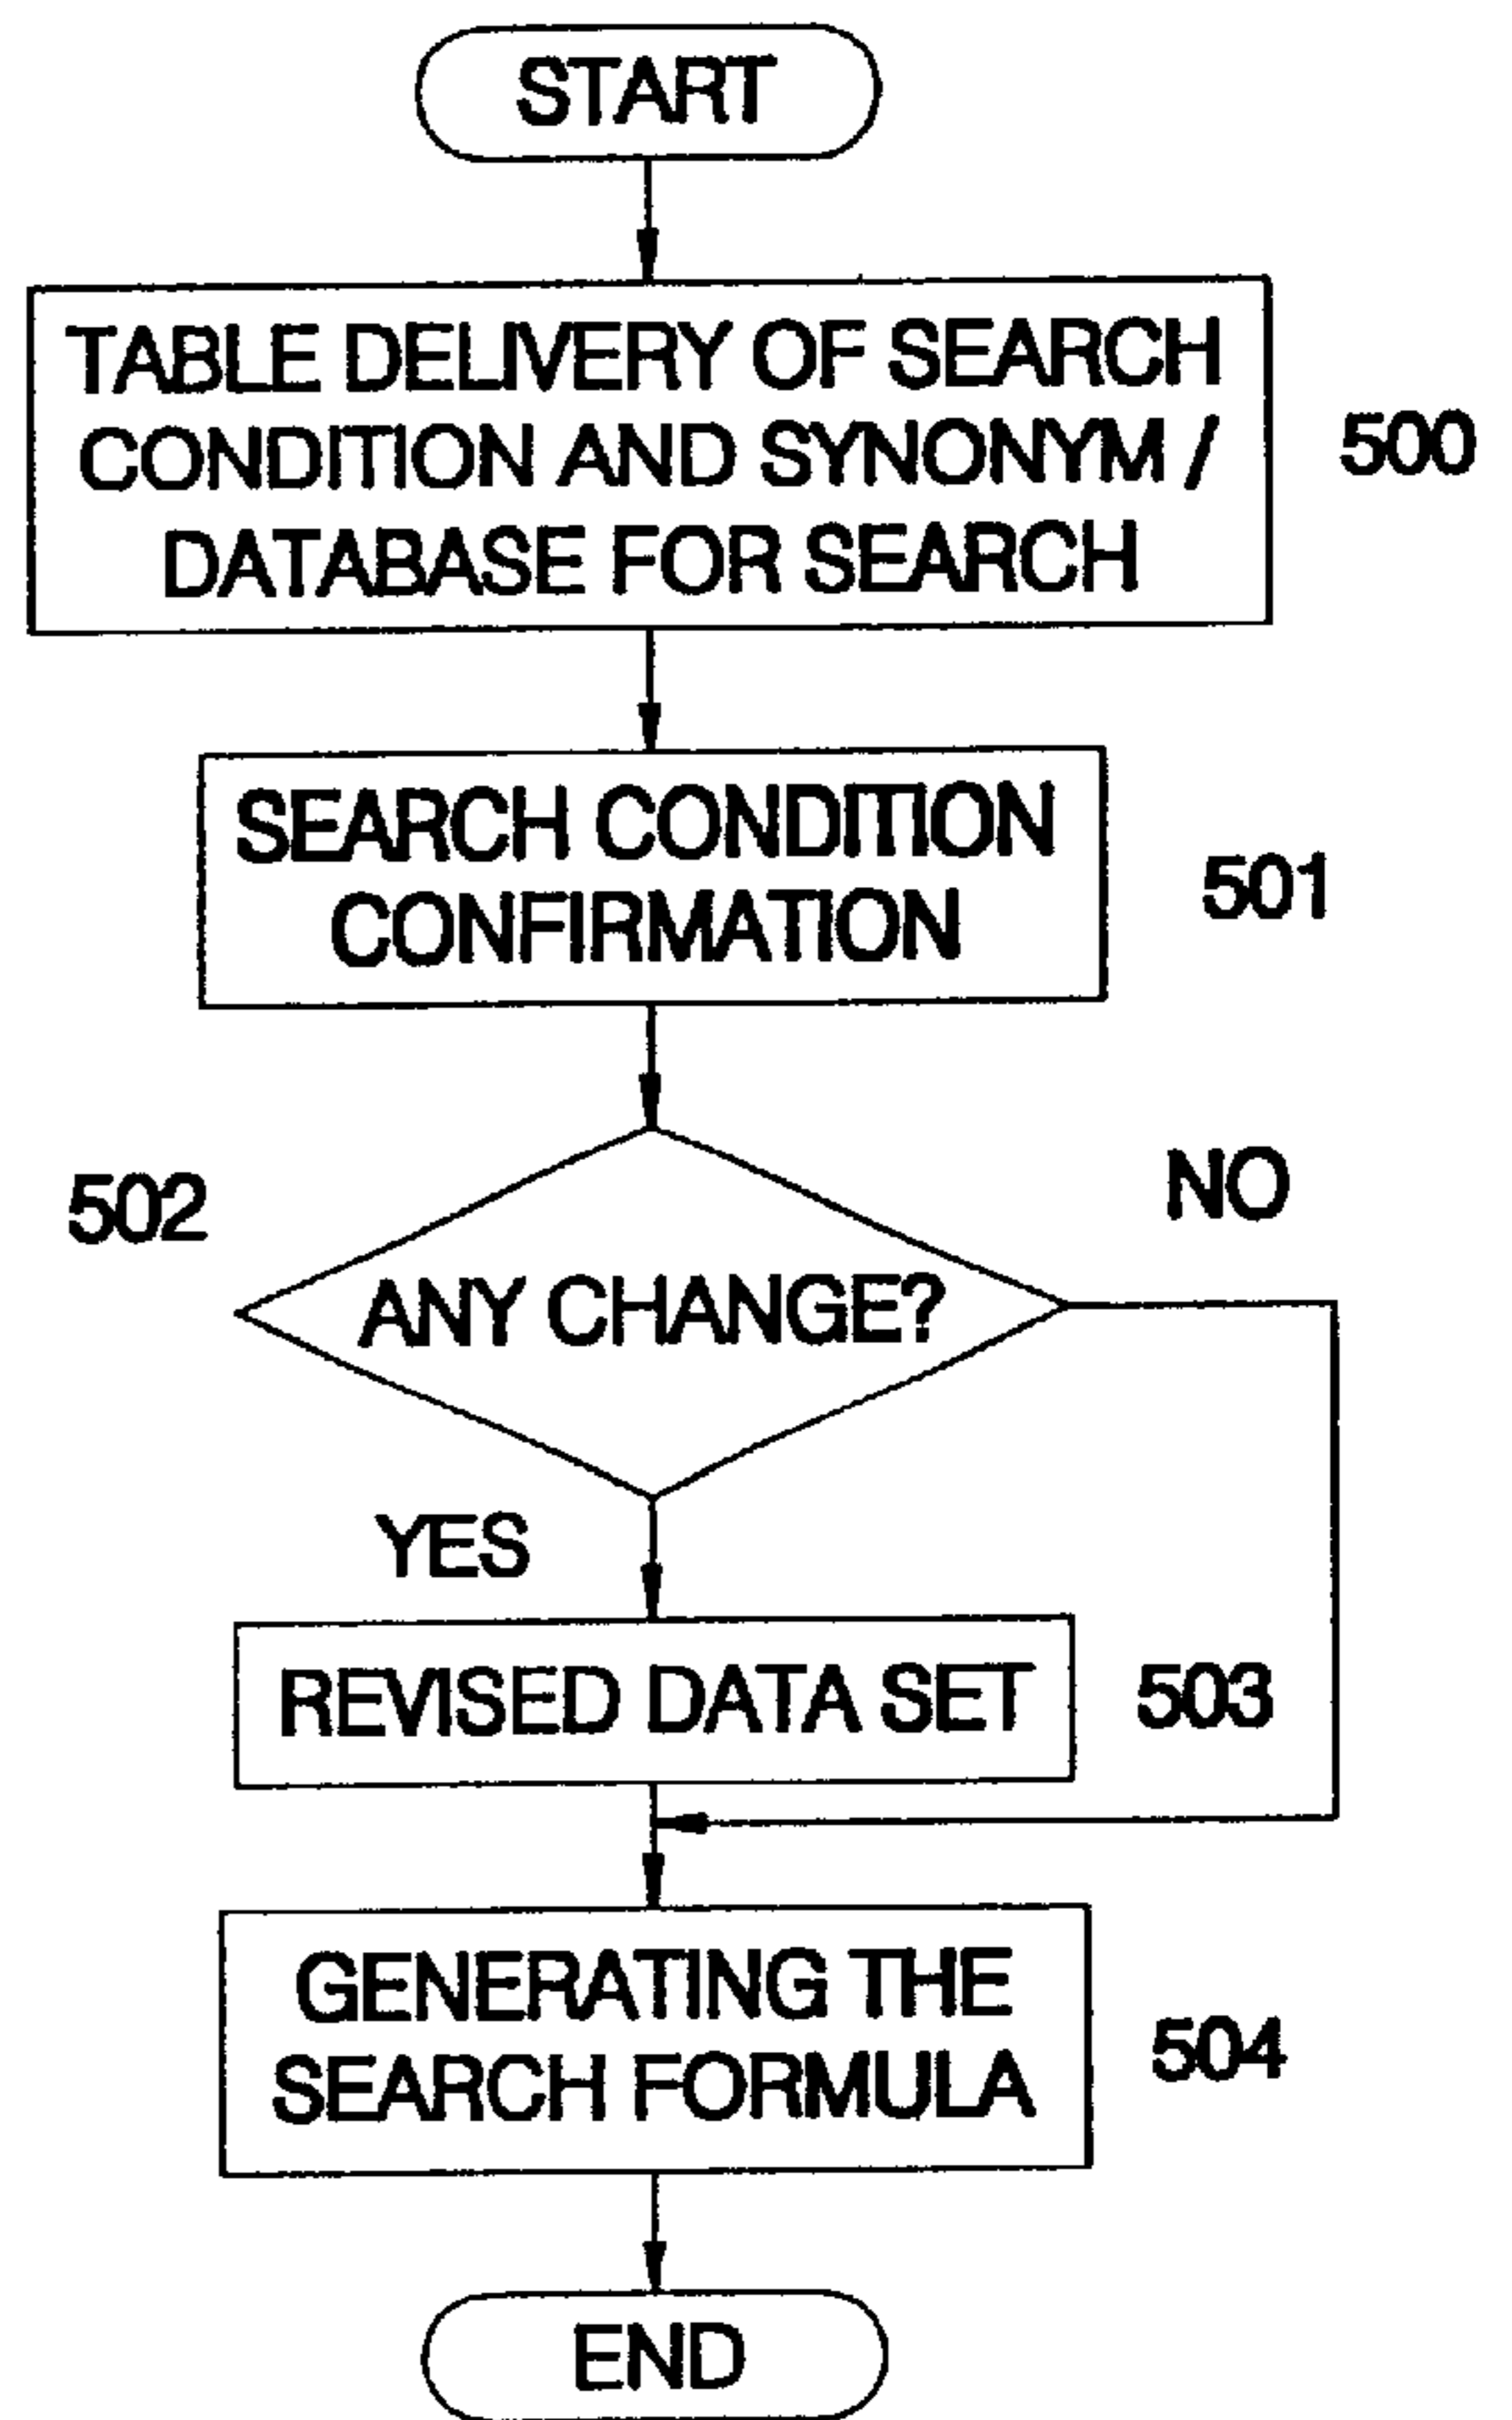 START
TABLE DELIVERY OF SEARCH
CONDITION AND SYNONYM /
DATABASE FOR SEARCH
500
SEARCH CONDITION
CONFIRMATION
501
502
NO
ANY CHANGE?
YES
REVISED DATA SET
503
GENERATING THE
SEARCH FORMULA
504
END